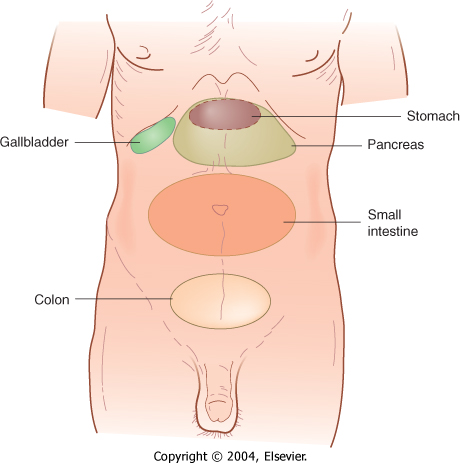 Stomach
Gallbladder
Pancreas
Small
intestine
Colon
Copyright © 2004, Elsevier.